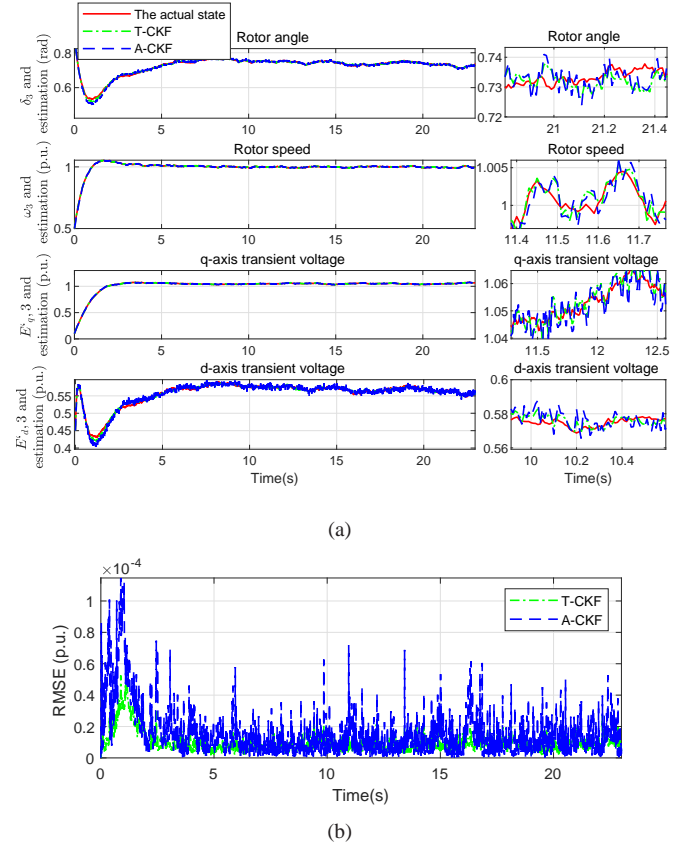 The actual state
T-CKF
A-CKF
Rotor angle
Rotor angle
δ3 and
estimation (rad)
0.8
0.6
0 5 10 15 20
0.74
0.73
0.72
21 21.2 21.4
Rotor speed
Rotor speed
ω3 and
estimation (p.u.)
1
0.5
0 5 10 15 20
1.005
1
11.4 11.5 11.6 11.7
q-axis transient voltage
q-axis transient voltage
estimation (p.u.)
1
0.5
0
0 5 10 15 20
1.06
1.04
11.5 12 12.5
d-axis transient voltage
d-axis transient voltage
estimation (p.u.)
0.55
0.5
0.45
0.4
0 5 10 15 20
Time(s)
0.6
0.58
0.56
10 10.2 10.4
Time(s)
(a)
×10-4
T-CKF
A-CKF
RMSE (p.u.)
1
0.8
0.6
0.4
0.2
0
0 5 10 15 20
Time(s)
(b)